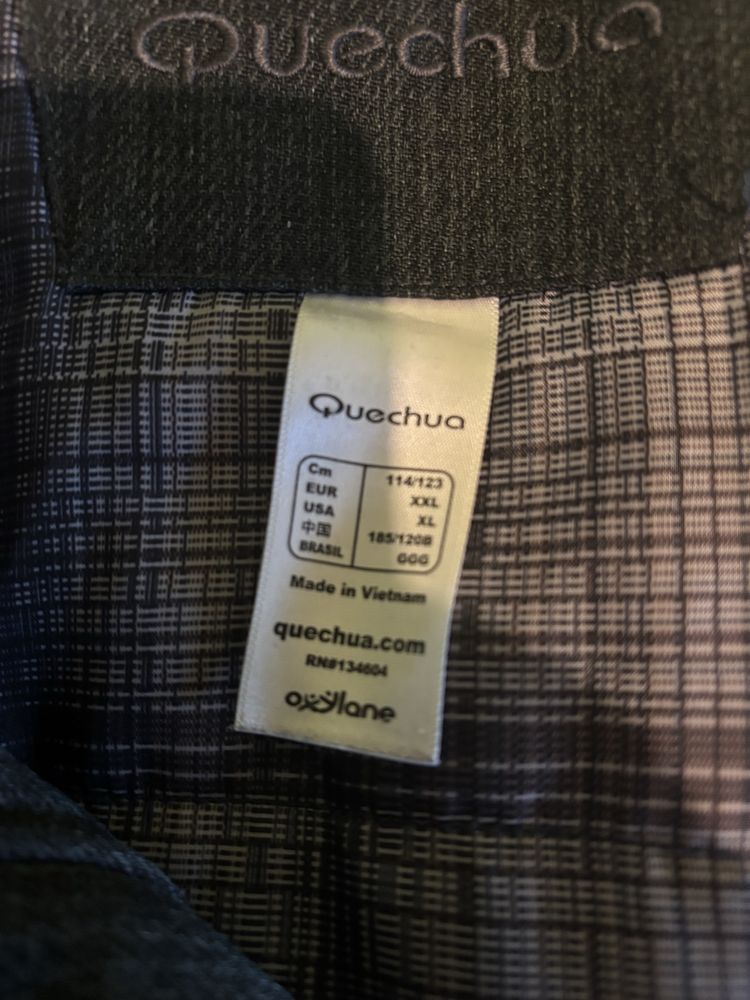 Quechua
Quechua
Cm 114/123
EUR XXL
USA XL
中国 185/120B
BRASIL GGG
Made in Vietnam
quechua.com
RN#134604
oxylane